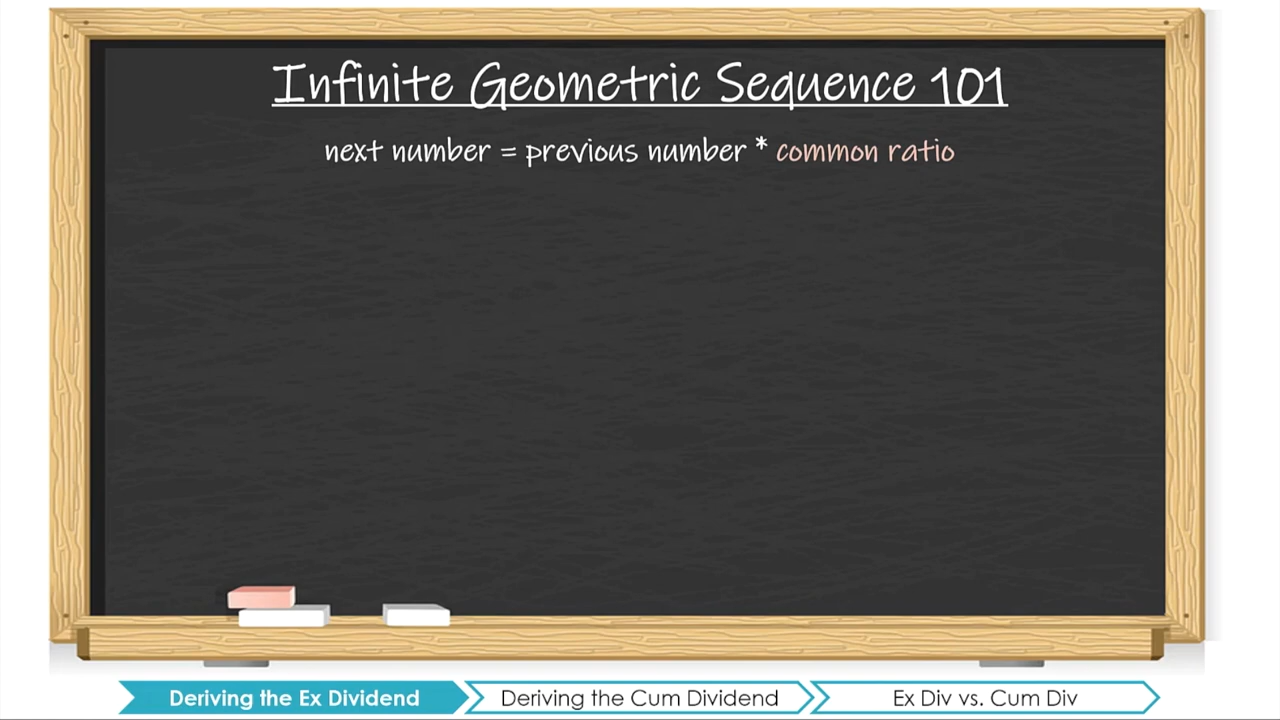 Infinite Geometric Sequence 101
next number = previous number * common ratio
Deriving the Ex Dividend
Deriving the Cum Dividend
Ex Div vs. Cum Div